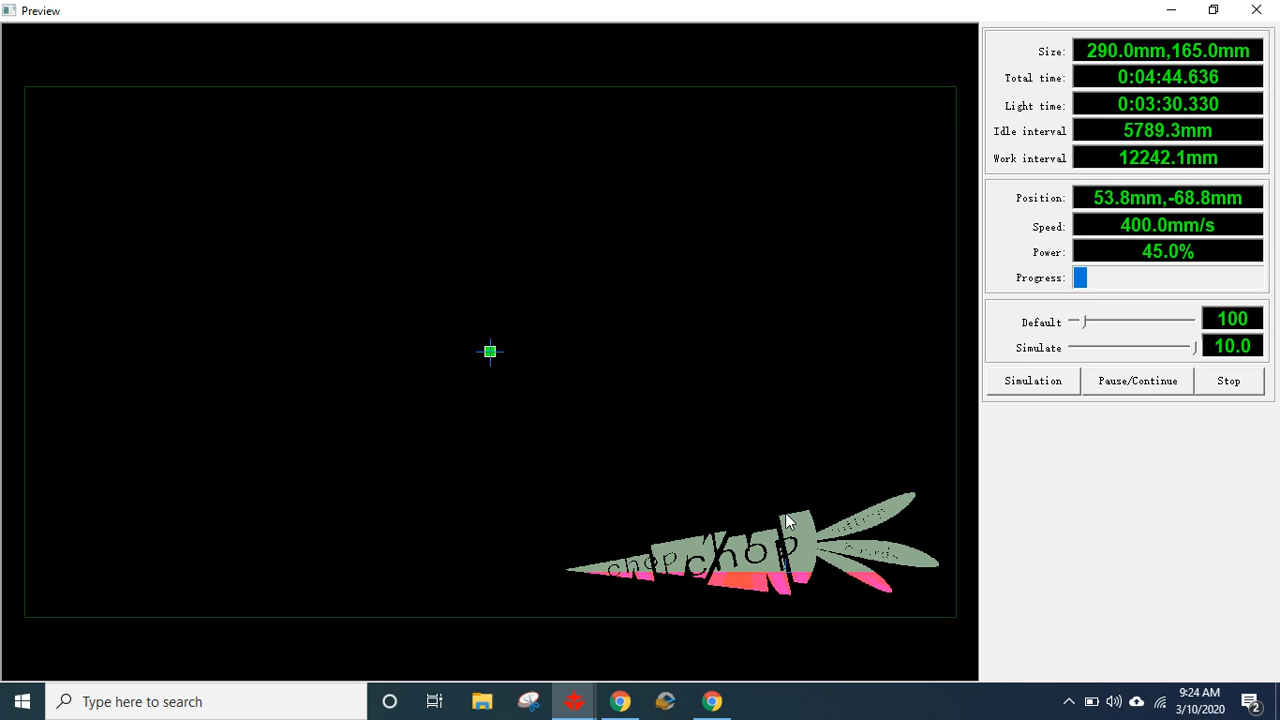 Preview
Size: 290.0mm,165.0mm
Total time: 0:04:44.636
Light time: 0:03:30.330
Idle interval 5789.3mm
Work interval 12242.1mm
Position: 53.8mm,-68.8mm
Speed: 400.0mm/s
Power: 45.0%
Progress:
Default 100
Simulate 10.0
Simulation Pause/Continue Stop
chop chop
Type here to search
9:24 AM
3/10/2020
2